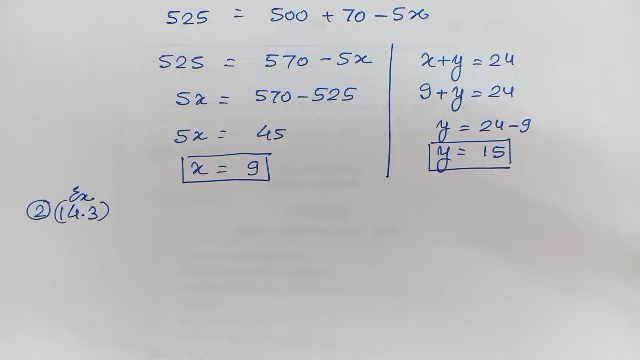 525 = 500 + 70 - 5x
525 = 570 - 5x
5x = 570 - 525
5x = 45
x = 9
x + y = 24
9 + y = 24
y = 24 - 9
y = 15
② Ex (14.3)